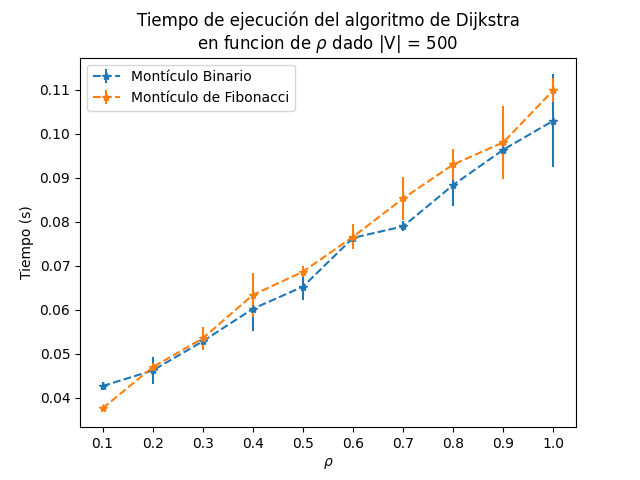 Tiempo de ejecución del algoritmo de Dijkstra
en funcion de ρ dado |V| = 500
Montículo Binario
Montículo de Fibonacci
Tiempo (s)
0.11
0.10
0.09
0.08
0.07
0.06
0.05
0.04
0.1 0.2 0.3 0.4 0.5 0.6 0.7 0.8 0.9 1.0
ρ